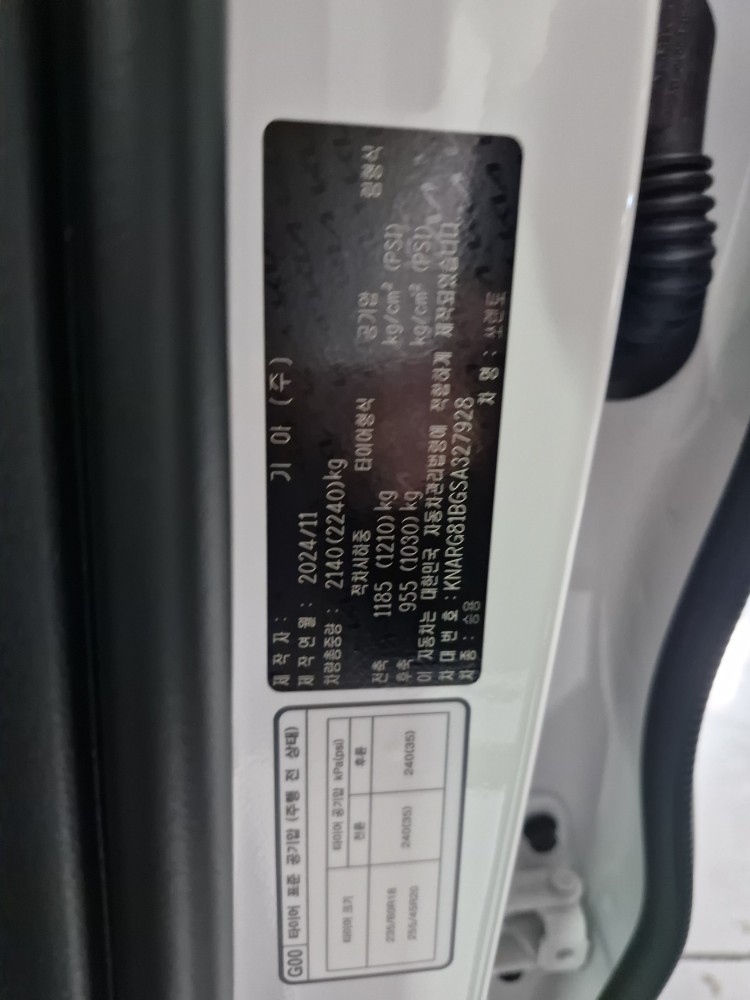 제 작 자 : 기 아 (주)
제 작 연 월 : 2024/11
차량총중량 : 2140(2240)kg
적차시하중 타이어형식 공기압 림형식
전축 1185 (1210)kg kg/cm² (PSI)
후축 955 (1030)kg kg/cm² (PSI)
이 자동차는 대한민국 자동차관리법령에 적합하게 제작되었습니다.
차 대 번 호 : KNARG81BGSA327928
차 종 : 승용 차 명 : 쏘렌토
G00 타이어 표준 공기압 (주행 전 상태)
타이어 크기 타이어 공기압 kPa(psi)
전륜 후륜
235/60R18 240(35) 240(35)
255/45R20